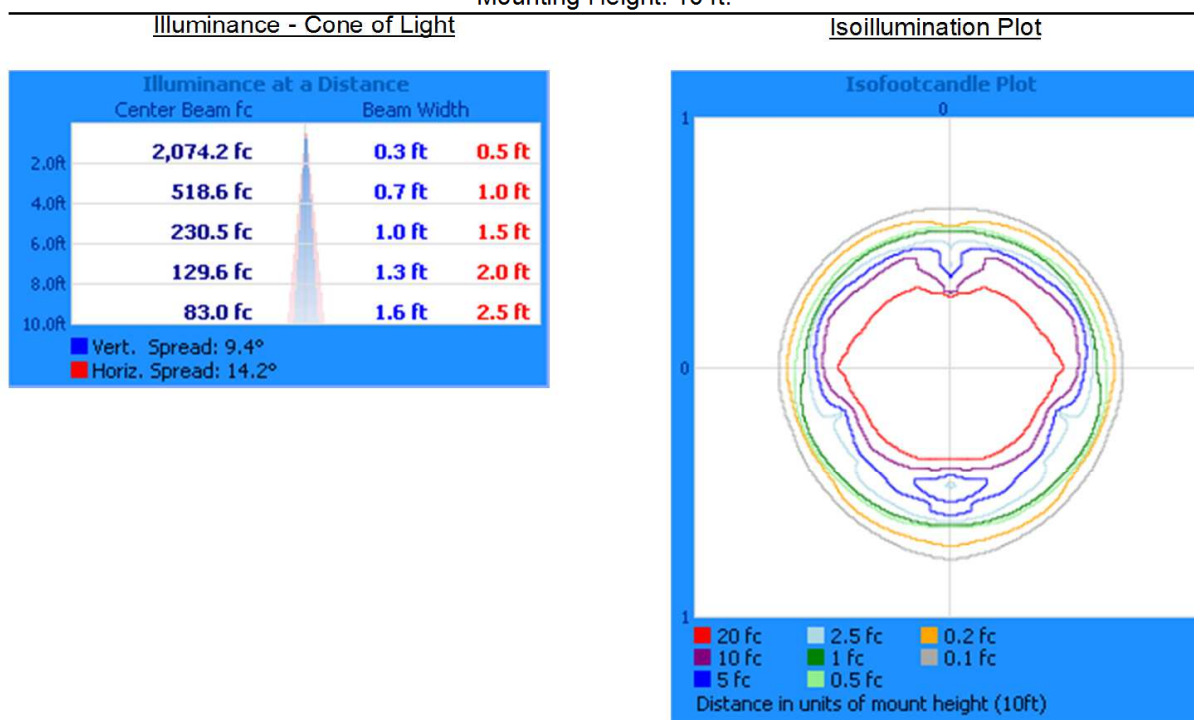 Mounting Height: 10 ft.
Illuminance - Cone of Light
Isoillumination Plot
Illuminance at a Distance
Center Beam fc Beam Width
2.0ft 2,074.2 fc 0.3 ft 0.5 ft
4.0ft 518.6 fc 0.7 ft 1.0 ft
6.0ft 230.5 fc 1.0 ft 1.5 ft
8.0ft 129.6 fc 1.3 ft 2.0 ft
10.0ft 83.0 fc 1.6 ft 2.5 ft
Vert. Spread: 9.4°
Horiz. Spread: 14.2°
Isofootcandle Plot
0
1
0
1
20 fc 2.5 fc 0.2 fc
10 fc 1 fc 0.1 fc
5 fc 0.5 fc
Distance in units of mount height (10ft)